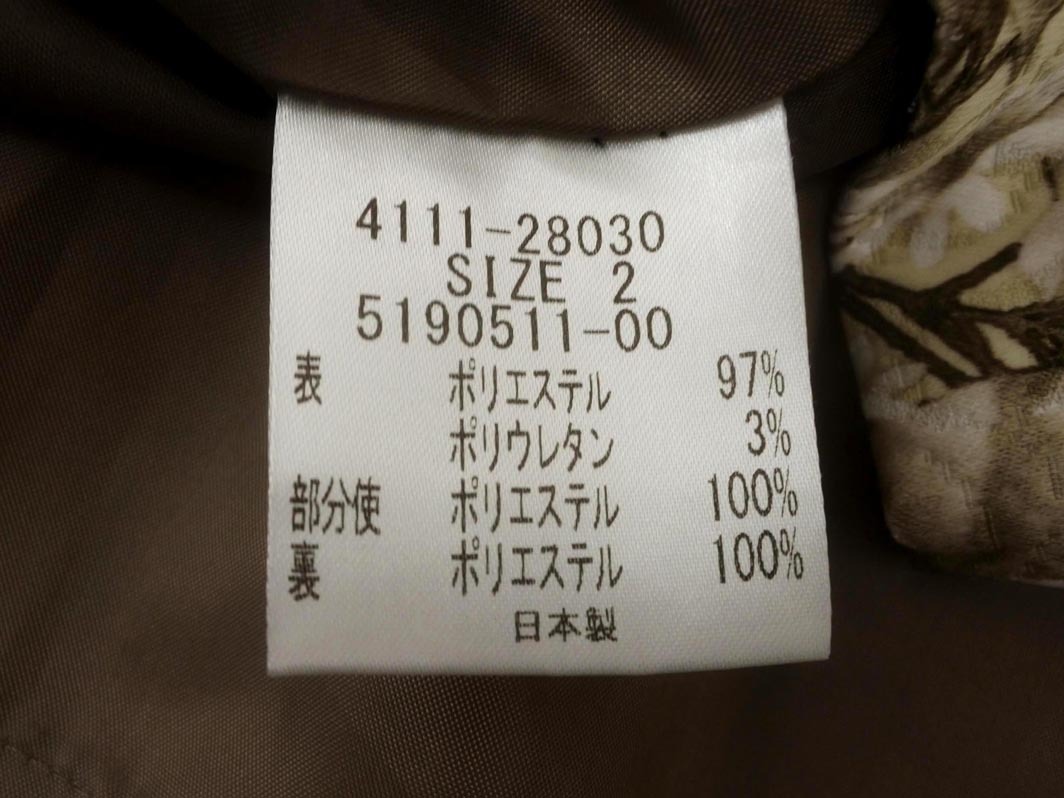 4111-28030
SIZE 2
5190511-00
表 ポリエステル 97%
ポリウレタン 3%
部分使 ポリエステル 100%
裏 ポリエステル 100%
日本製